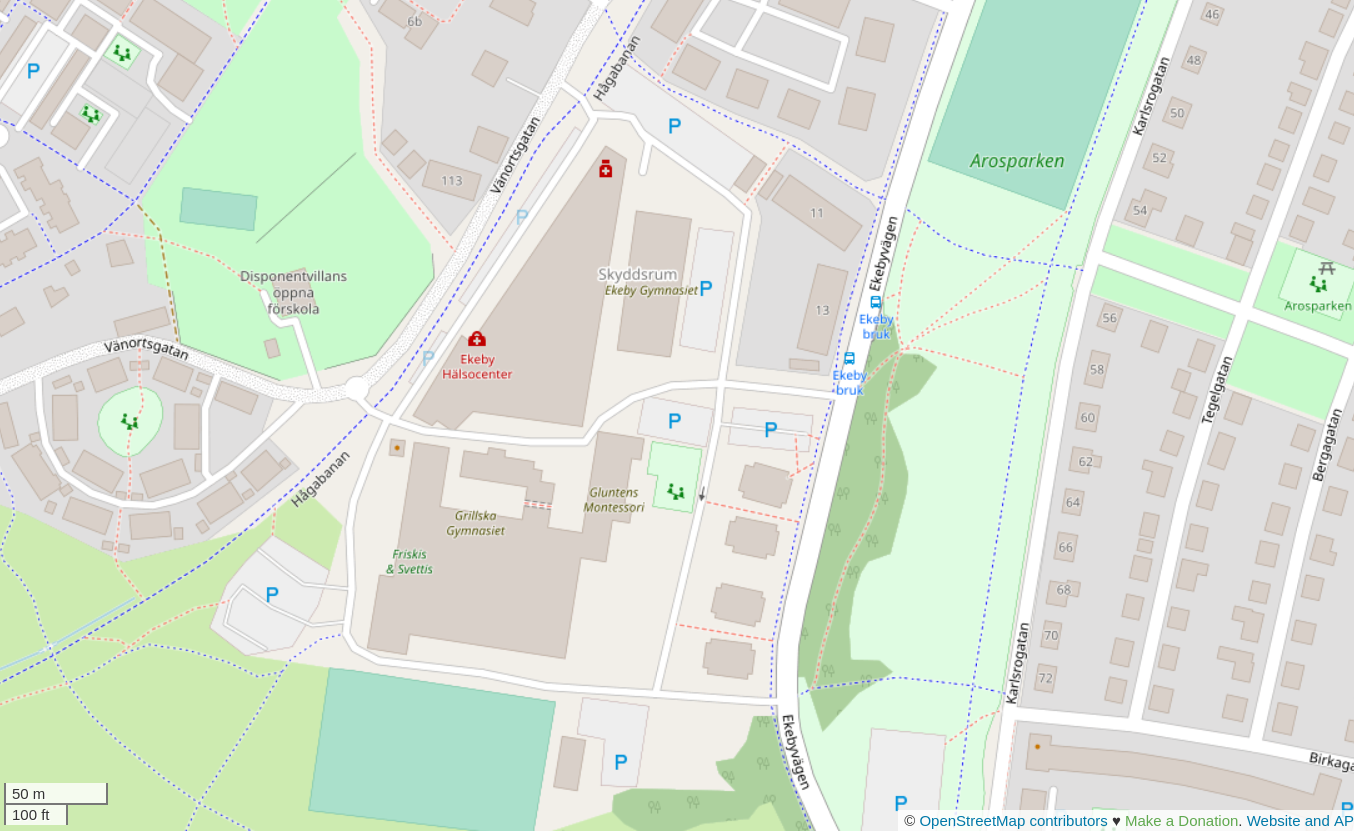 6b
46
P
Hågabanan
48
Karlsrogatan
50
P
Vänortsgatan
Arosparken
52
113
54
11
P
Ekebyvägen
Disponentvillans
öppna
förskola
Skyddsrum
Ekeby Gymnasiet
P
Ekeby
bruk
13
Arosparken
56
Vänortsgatan
P
Ekeby
Hälsocenter
Ekeby
bruk
58
Tegelgatan
60
P
P
Bergagatan
62
Hågabanan
Gluntens
Montessori
64
Grillska
Gymnasiet
66
Friskis
& Svettis
68
P
70
Karlsrogatan
72
Ekebyvägen
P
Birkaga
P
P
50 m
100 ft
© OpenStreetMap contributors ♥ Make a Donation. Website and AP